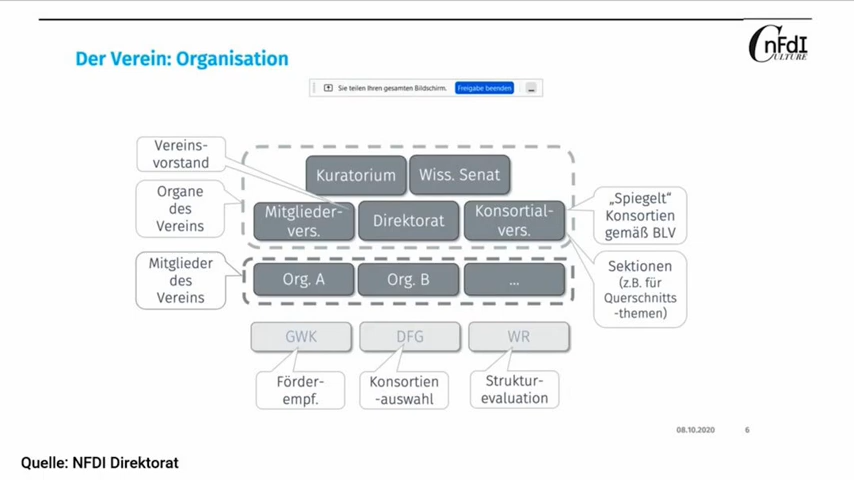 Der Verein: Organisation
nFdI
CULTURE
Sie teilen Ihren gesamten Bildschirm.
Freigabe beenden
Vereins-
vorstand
Kuratorium
Wiss. Senat
Organe
des
Vereins
Mitglieder-
vers.
Direktorat
Konsortial-
vers.
„Spiegelt“
Konsortien
gemäß BLV
Mitglieder
des
Vereins
Org. A
Org. B
...
Sektionen
(z.B. für
Querschnitts
-themen)
GWK
DFG
WR
Förder-
empf.
Konsortien
-auswahl
Struktur-
evaluation
08.10.2020
6
Quelle: NFDI Direktorat